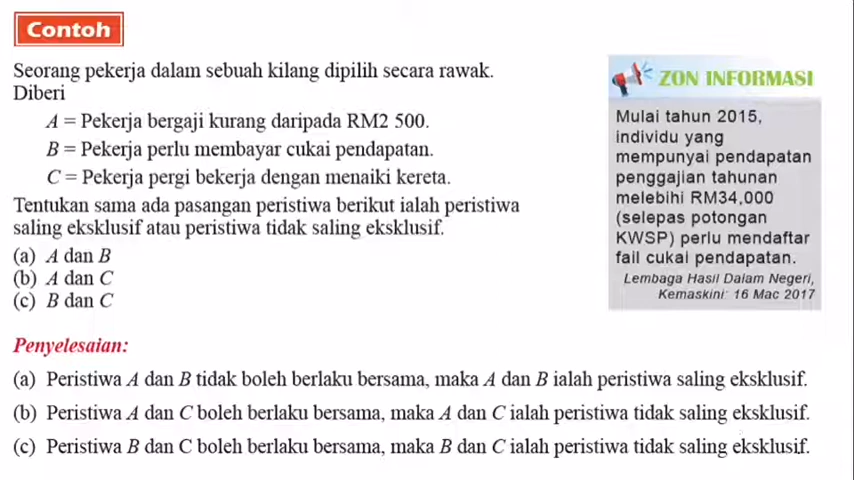 Contoh
Seorang pekerja dalam sebuah kilang dipilih secara rawak.
Diberi
A = Pekerja bergaji kurang daripada RM2 500.
B = Pekerja perlu membayar cukai pendapatan.
C = Pekerja pergi bekerja dengan menaiki kereta.
Tentukan sama ada pasangan peristiwa berikut ialah peristiwa
saling eksklusif atau peristiwa tidak saling eksklusif.
(a) A dan B
(b) A dan C
(c) B dan C
ZON INFORMASI
Mulai tahun 2015,
individu yang
mempunyai pendapatan
penggajian tahunan
melebihi RM34,000
(selepas potongan
KWSP) perlu mendaftar
fail cukai pendapatan.
Lembaga Hasil Dalam Negeri,
Kemaskini: 16 Mac 2017
Penyelesaian:
(a) Peristiwa A dan B tidak boleh berlaku bersama, maka A dan B ialah peristiwa saling eksklusif.
(b) Peristiwa A dan C boleh berlaku bersama, maka A dan C ialah peristiwa tidak saling eksklusif.
(c) Peristiwa B dan C boleh berlaku bersama, maka B dan C ialah peristiwa tidak saling eksklusif.